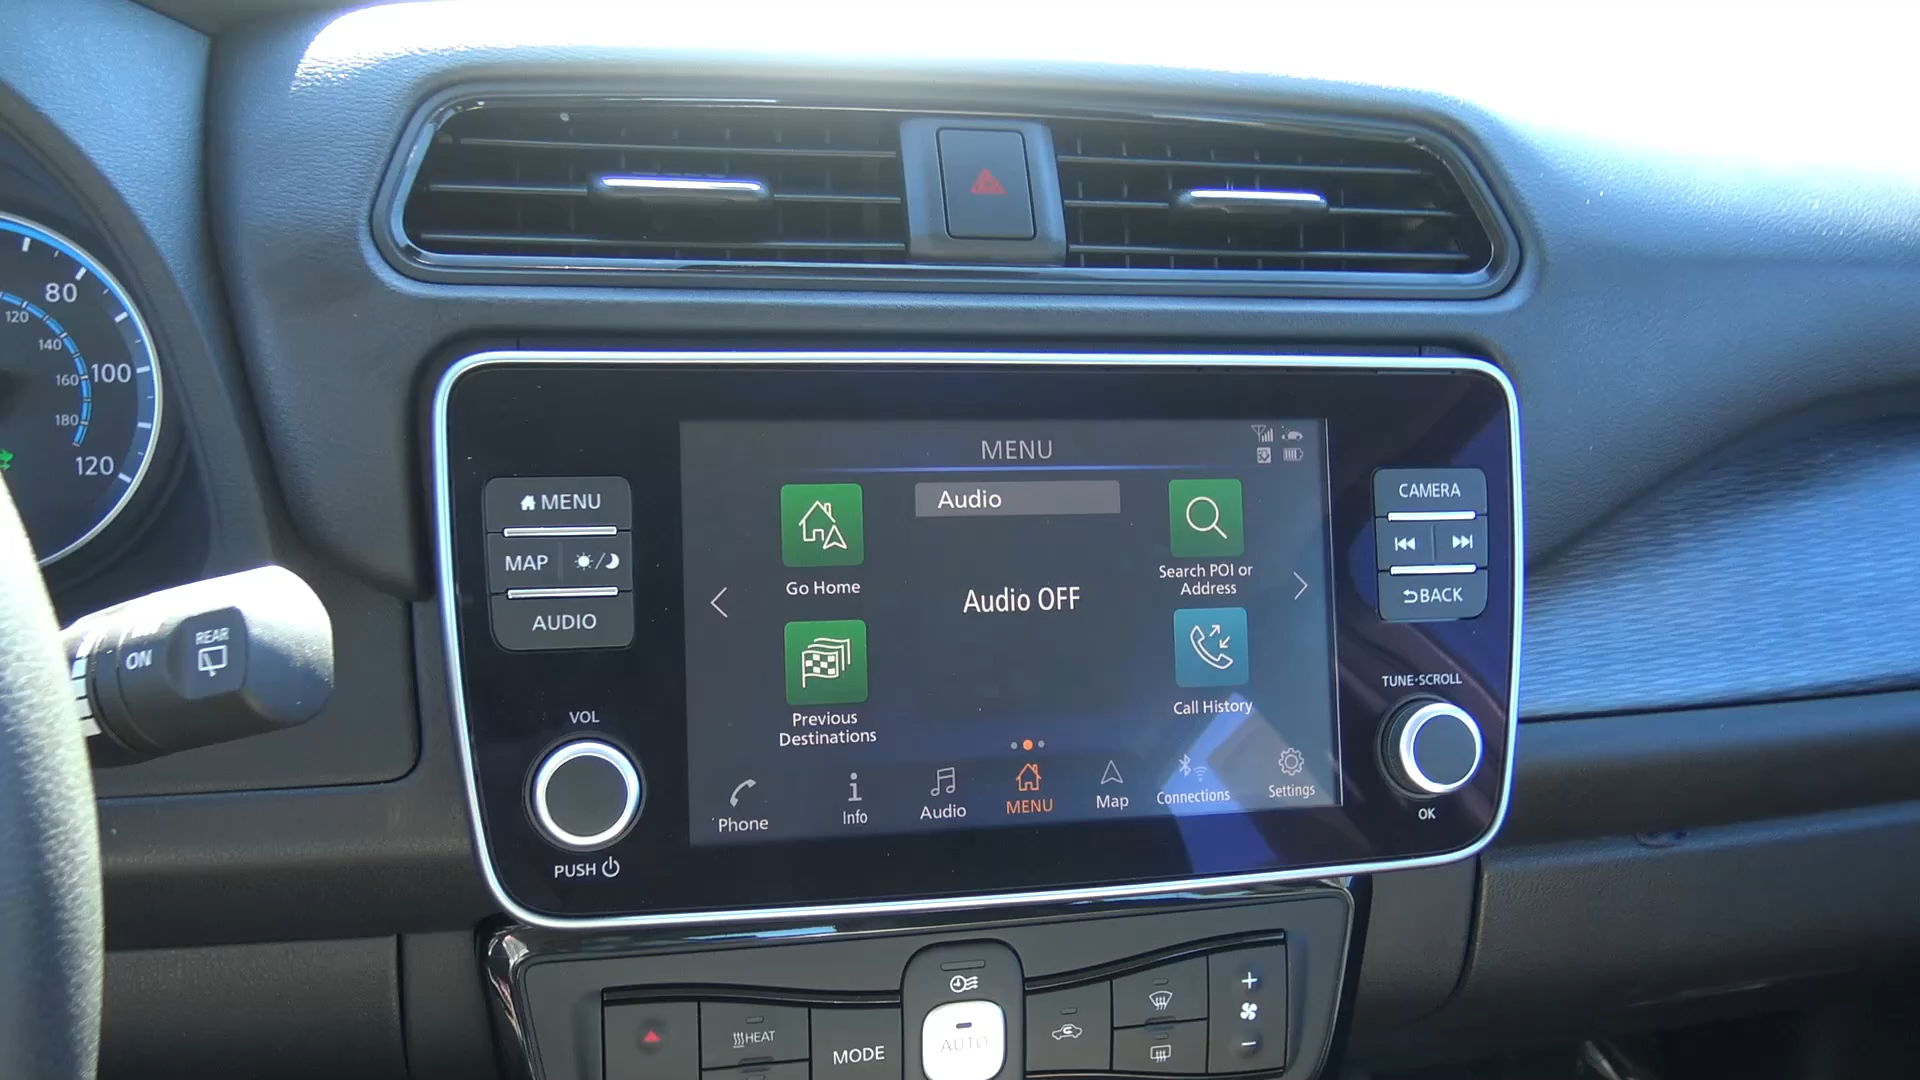 80
120
140
100
160
180
120
ON
REAR
MENU
MAP
AUDIO
VOL
PUSH
MENU
Audio
Go Home
Audio OFF
Search POI or
Address
Previous
Destinations
Call History
Phone
Info
Audio
MENU
Map
Connections
Settings
CAMERA
BACK
TUNE·SCROLL
OK
HEAT
MODE
AUTO
+
−